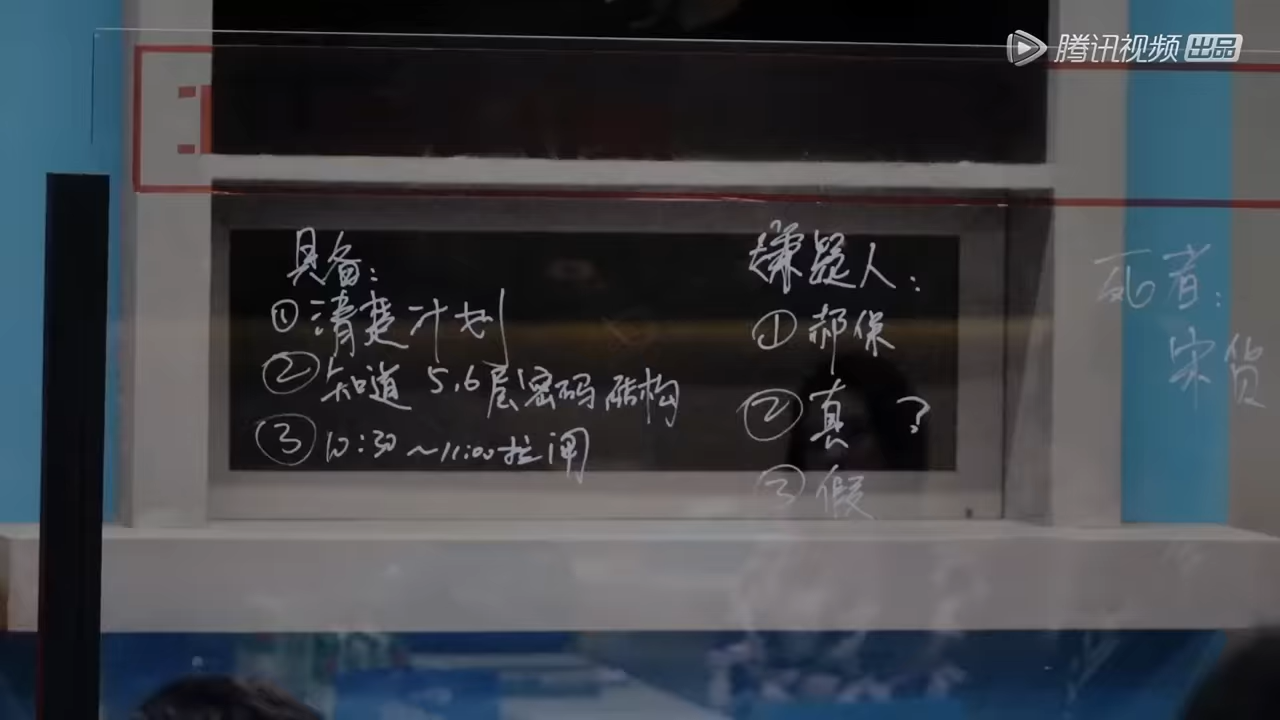 腾讯视频 出品
具备：
①清楚计划
②知道5.6层密码结构
③10:30～11:00拉闸
嫌疑人：
①郝保
②真 ？
③假
死者：
宋货